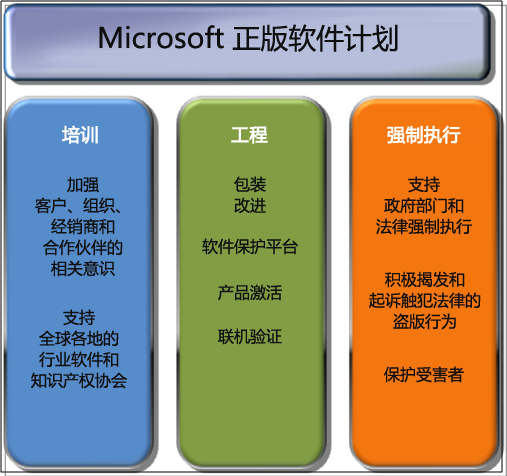 Microsoft 正版软件计划
培训
加强
客户、组织、
经销商和
合作伙伴的
相关意识
支持
全球各地的
行业软件和
知识产权协会
工程
包装
改进
软件保护平台
产品激活
联机验证
强制执行
支持
政府部门和
法律强制执行
积极揭发和
起诉触犯法律的
盗版行为
保护受害者